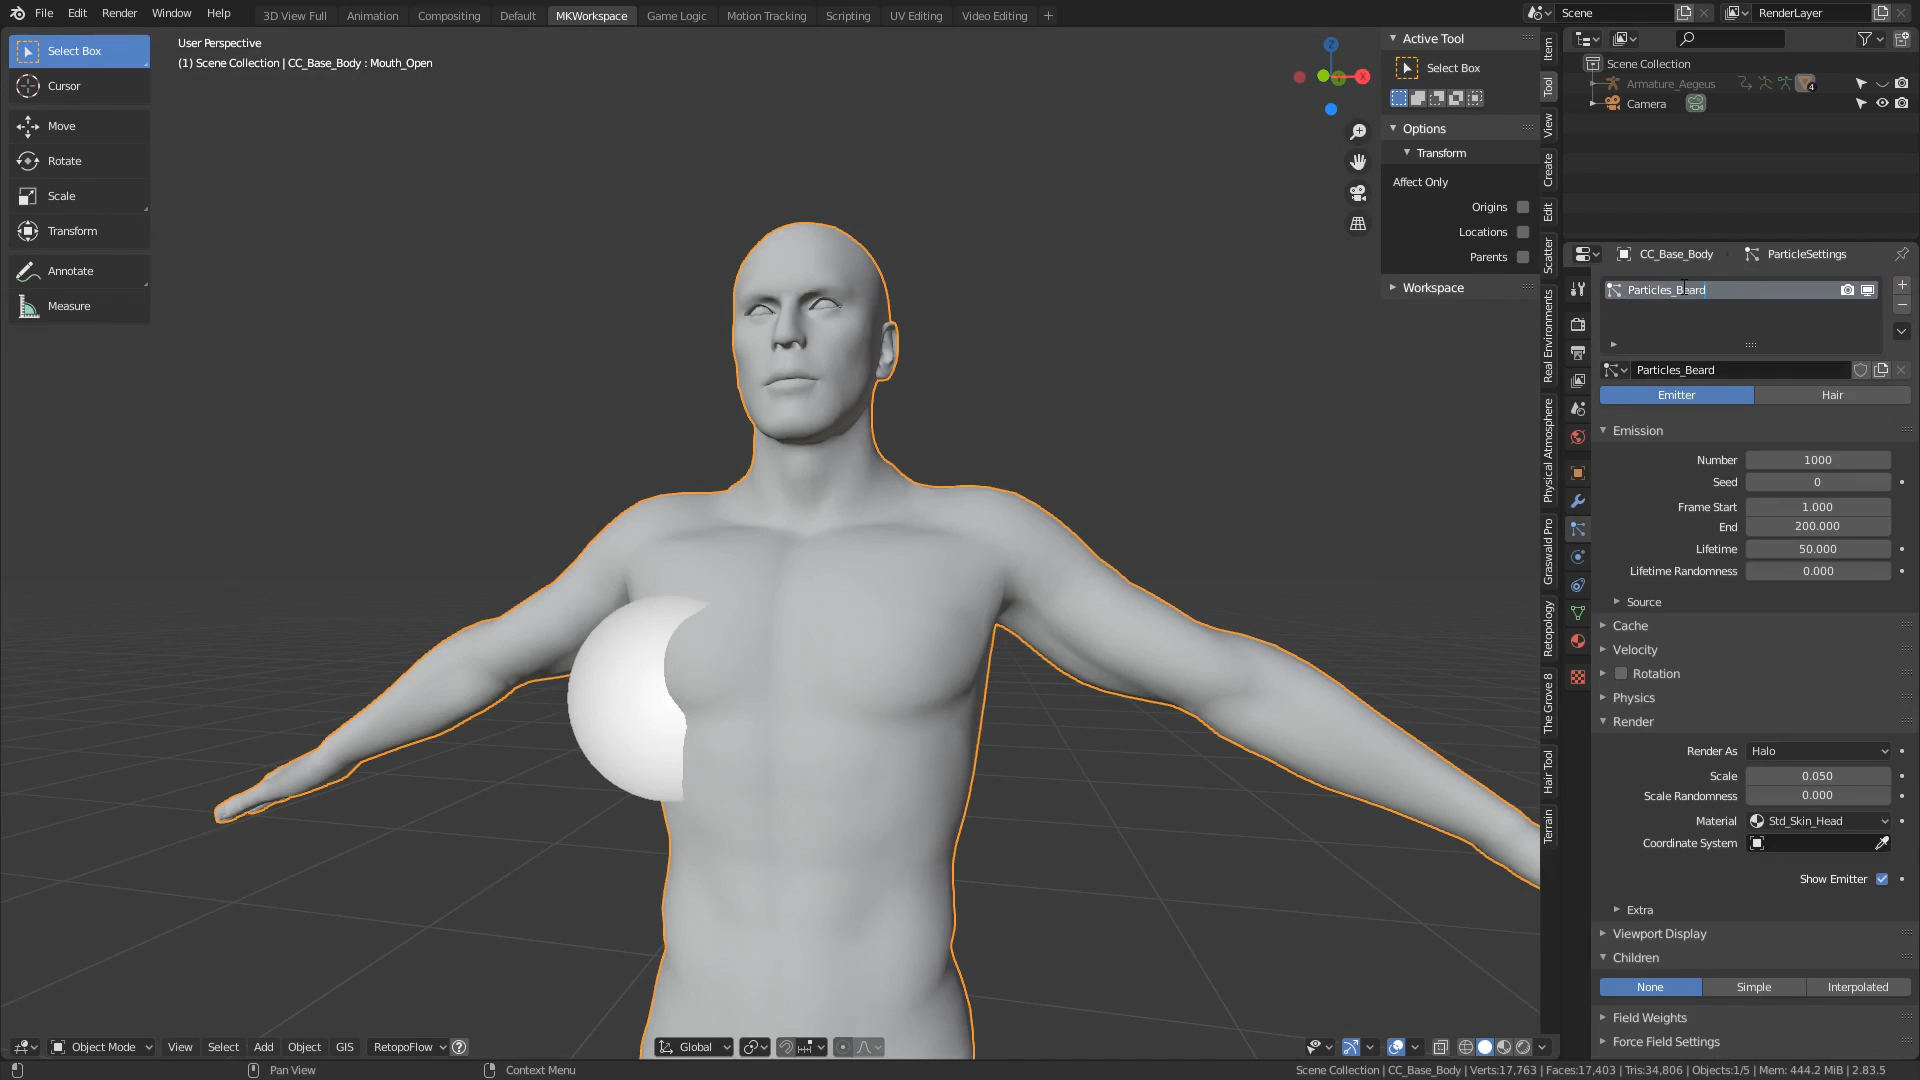 File Edit Render Window Help
3D View Full Animation Compositing Default MKWorkspace Game Logic Motion Tracking Scripting UV Editing Video Editing +
Scene
RenderLayer
Select Box
Cursor
Move
Rotate
Scale
Transform
Annotate
Measure
User Perspective
(1) Scene Collection | CC_Base_Body : Mouth_Open
Z
Y
X
Active Tool
Select Box
Options
Transform
Affect Only
Origins
Locations
Parents
Workspace
Item
Tool
View
Create
Edit
Scatter
Real Environments
Physical Atmosphere
Graswald Pro
Retopology
The Grove 8
Hair Tool
Terrain
Scene Collection
Armature_Aegeus
4
Camera
CC_Base_Body
ParticleSettings
Particles_Beard
Particles_Beard
Emitter Hair
Emission
Number 1000
Seed 0
Frame Start 1.000
End 200.000
Lifetime 50.000
Lifetime Randomness 0.000
Source
Cache
Velocity
Rotation
Physics
Render
Render As Halo
Scale 0.050
Scale Randomness 0.000
Material Std_Skin_Head
Coordinate System
Show Emitter
Extra
Viewport Display
Children
None Simple Interpolated
Field Weights
Force Field Settings
Object Mode View Select Add Object GIS RetopoFlow ?
Global
Pan View
Context Menu
Scene Collection | CC_Base_Body | Verts:17,763 | Faces:17,403 | Tris:34,806 | Objects:1/5 | Mem: 444.2 MiB | 2.83.5